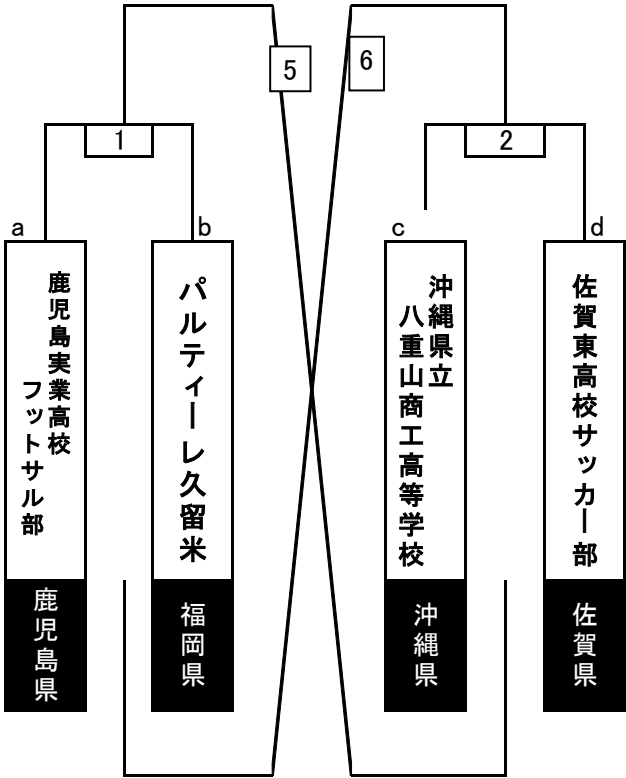 5
6
1
2
a
b
c
d
鹿児島実業高校
フットサル部
パルティーレ久留米
沖縄県立
八重山商工高等学校
佐賀東高校サッカー部
鹿児島県
福岡県
沖縄県
佐賀県